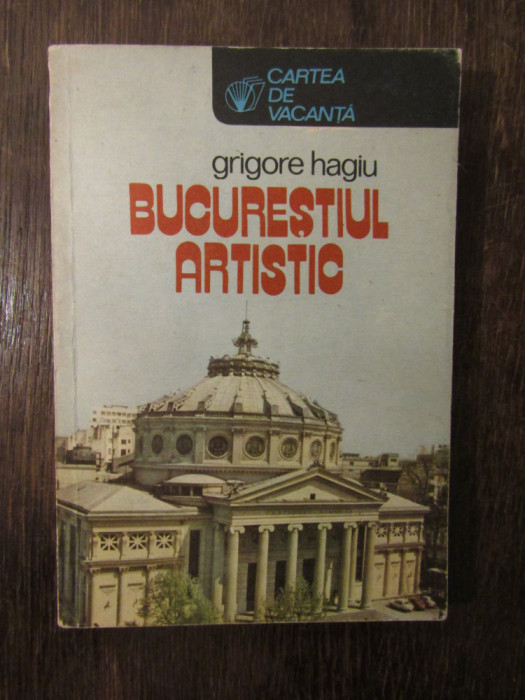 CARTEA
DE
VACANȚĂ
grigore hagiu
BUCUREȘTIUL
ARTISTIC